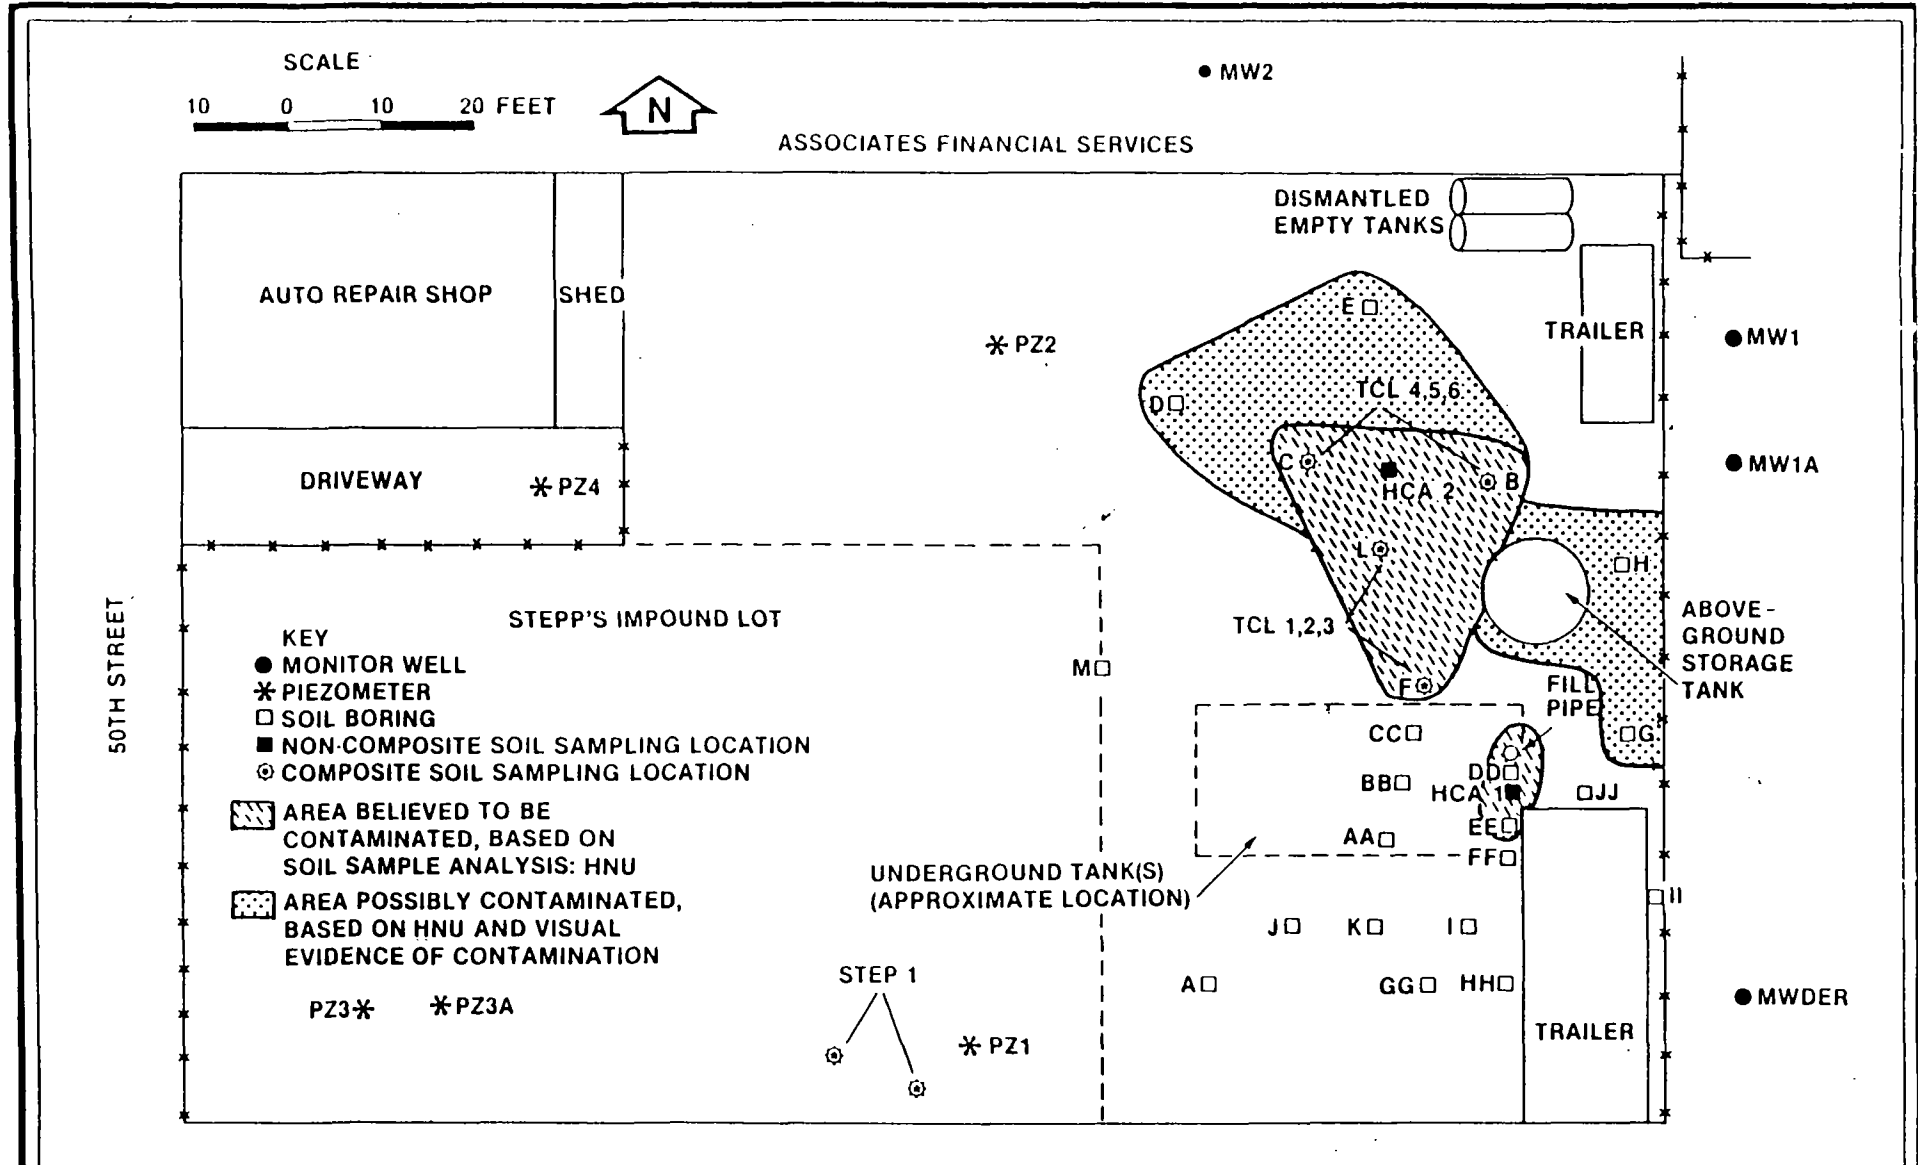 SCALE
10 0 10 20 FEET
N
MW2
ASSOCIATES FINANCIAL SERVICES
DISMANTLED
EMPTY TANKS
AUTO REPAIR SHOP
SHED
E
TRAILER
MW1
PZ2
TCL 4,5,6
D
C
MW1A
DRIVEWAY
PZ4
HCA 2
B
L
H
50TH STREET
STEPP'S IMPOUND LOT
TCL 1,2,3
ABOVE-
GROUND
STORAGE
TANK
KEY
MONITOR WELL
PIEZOMETER
SOIL BORING
NON-COMPOSITE SOIL SAMPLING LOCATION
COMPOSITE SOIL SAMPLING LOCATION
AREA BELIEVED TO BE
CONTAMINATED, BASED ON
SOIL SAMPLE ANALYSIS: HNU
AREA POSSIBLY CONTAMINATED,
BASED ON HNU AND VISUAL
EVIDENCE OF CONTAMINATION
M
F
FILL
PIPE
CC
G
DD
BB
HCA 1
JJ
EE
AA
FF
UNDERGROUND TANK(S)
(APPROXIMATE LOCATION)
II
J
K
I
STEP 1
A
GG
HH
MWDER
PZ3
PZ3A
PZ1
TRAILER